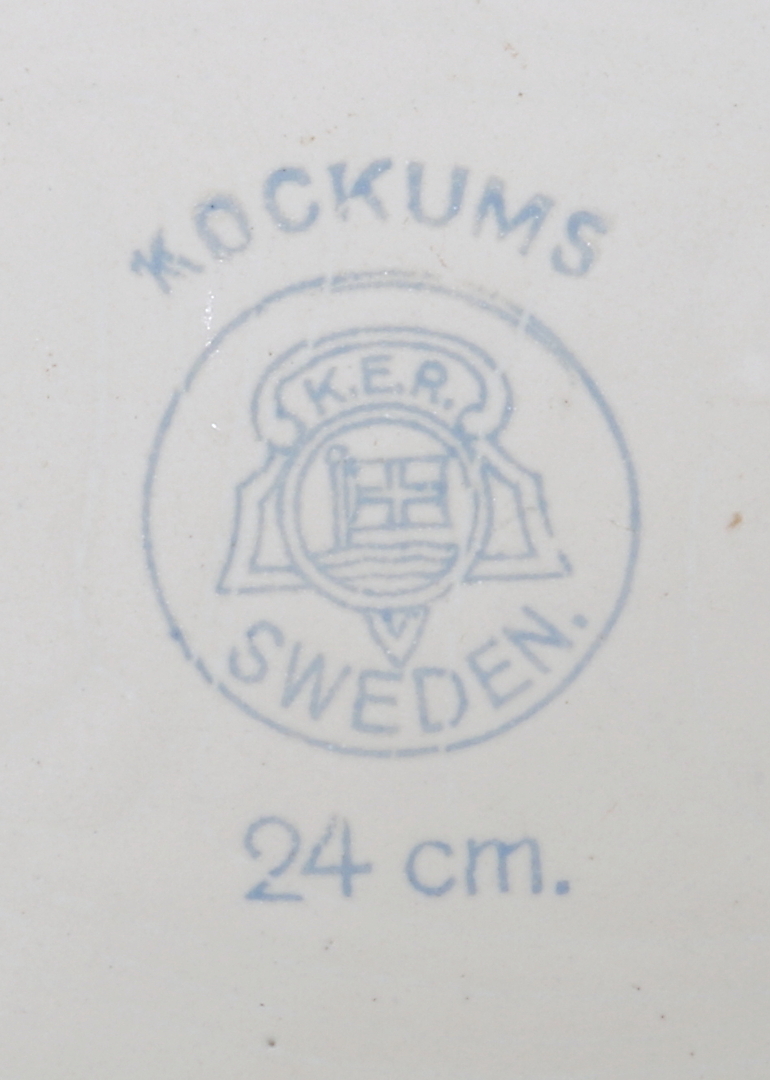 KOCKUMS
K.E.R.
SWEDEN.
24 cm.